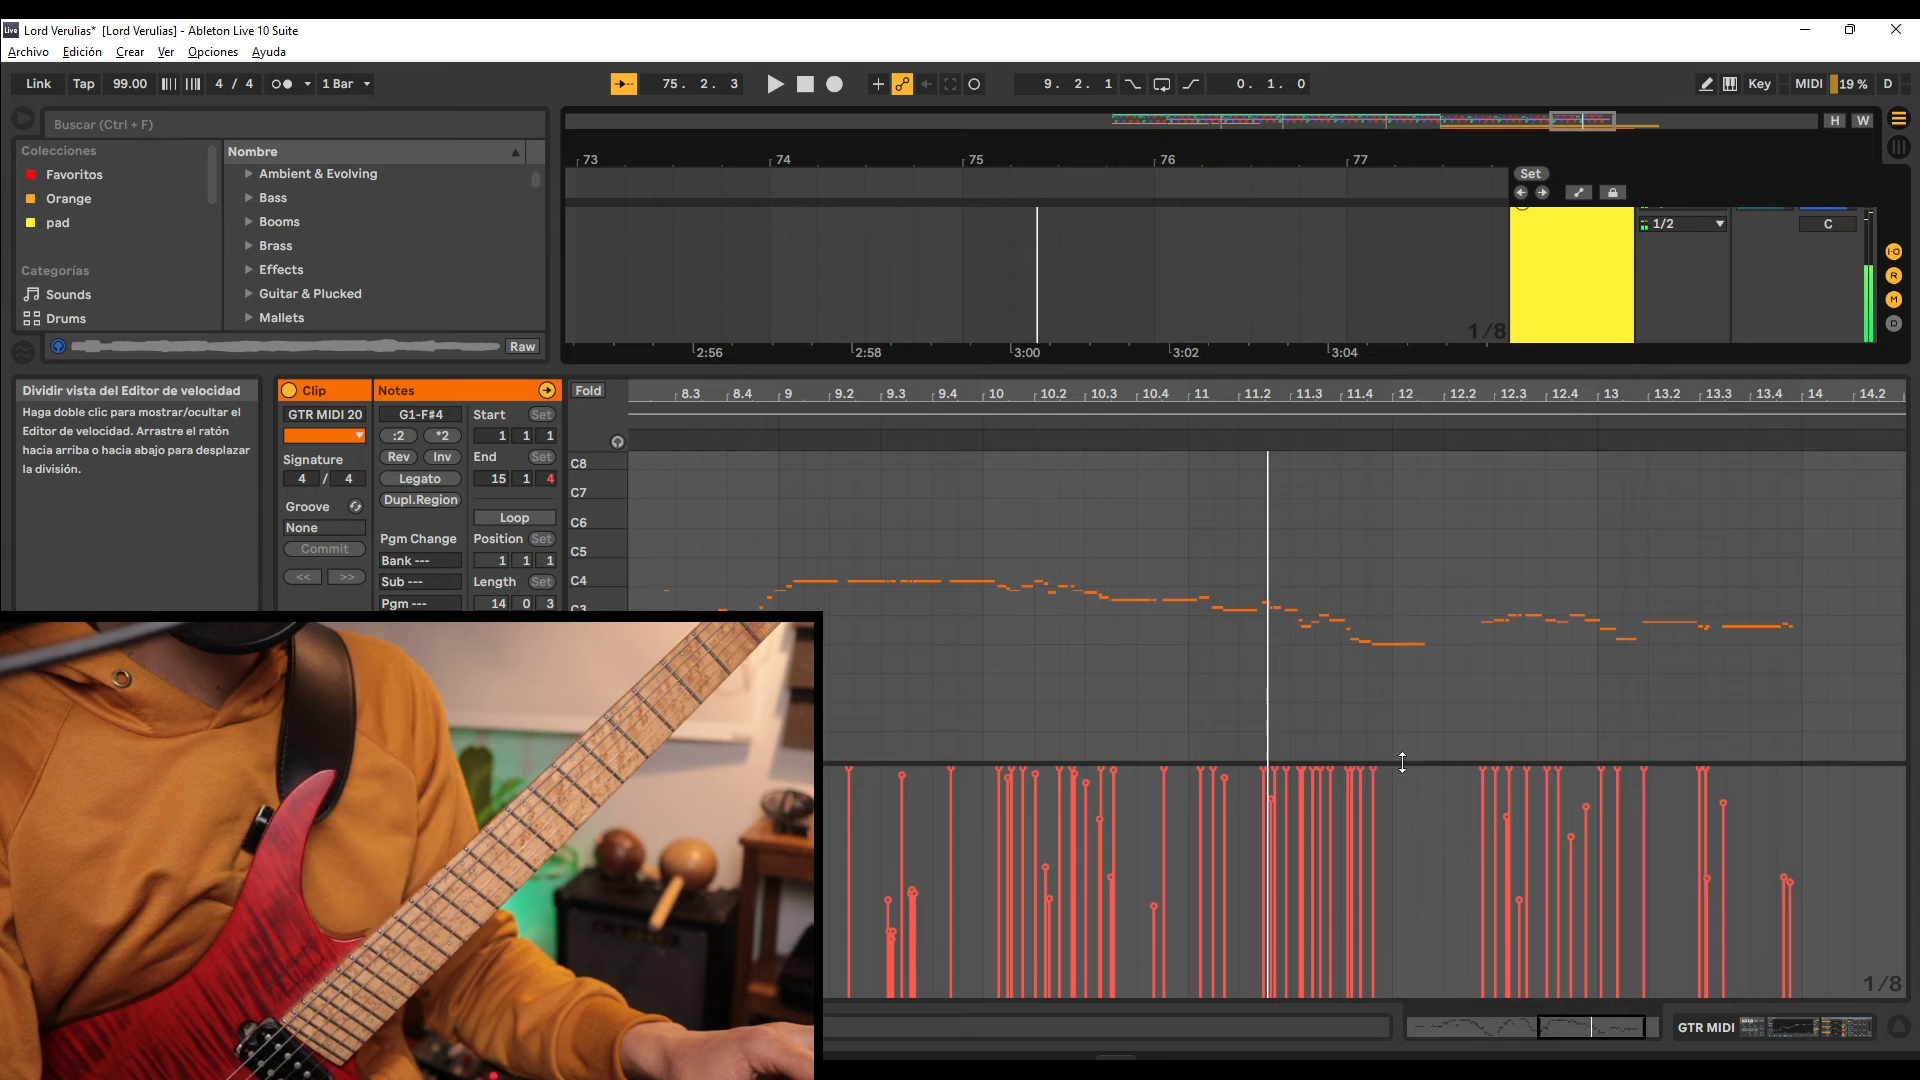 Live Lord Verulias* [Lord Verulias] - Ableton Live 10 Suite
Archivo Edición Crear Ver Opciones Ayuda
Link Tap 99.00 4 / 4 1 Bar 75. 2. 3 9. 2. 1 0. 1. 0 Key MIDI 19 % D
Buscar (Ctrl + F)
H W
Colecciones
Favoritos
Orange
pad
Categorías
Sounds
Drums
Nombre
Ambient & Evolving
Bass
Booms
Brass
Effects
Guitar & Plucked
Mallets
Raw
73 74 75 76 77
Set
1/2
C
I·O
R
M
D
1/8
2:56 2:58 3:00 3:02 3:04
Dividir vista del Editor de velocidad
Haga doble clic para mostrar/ocultar el
Editor de velocidad. Arrastre el ratón
hacia arriba o hacia abajo para desplazar
la división.
Clip
GTR MIDI 20
Signature
4 / 4
Groove
None
Commit
<< >>
Notes
G1-F#4
:2 *2
Rev Inv
Legato
Dupl.Region
Pgm Change
Bank ---
Sub ---
Pgm ---
Start Set
1 1 1
End Set
15 1 4
Loop
Position Set
1 1 1
Length Set
14 0 3
Fold
8.3 8.4 9 9.2 9.3 9.4 10 10.2 10.3 10.4 11 11.2 11.3 11.4 12 12.2 12.3 12.4 13 13.2 13.3 13.4 14 14.2
C8
C7
C6
C5
C4
C3
1/8
GTR MIDI